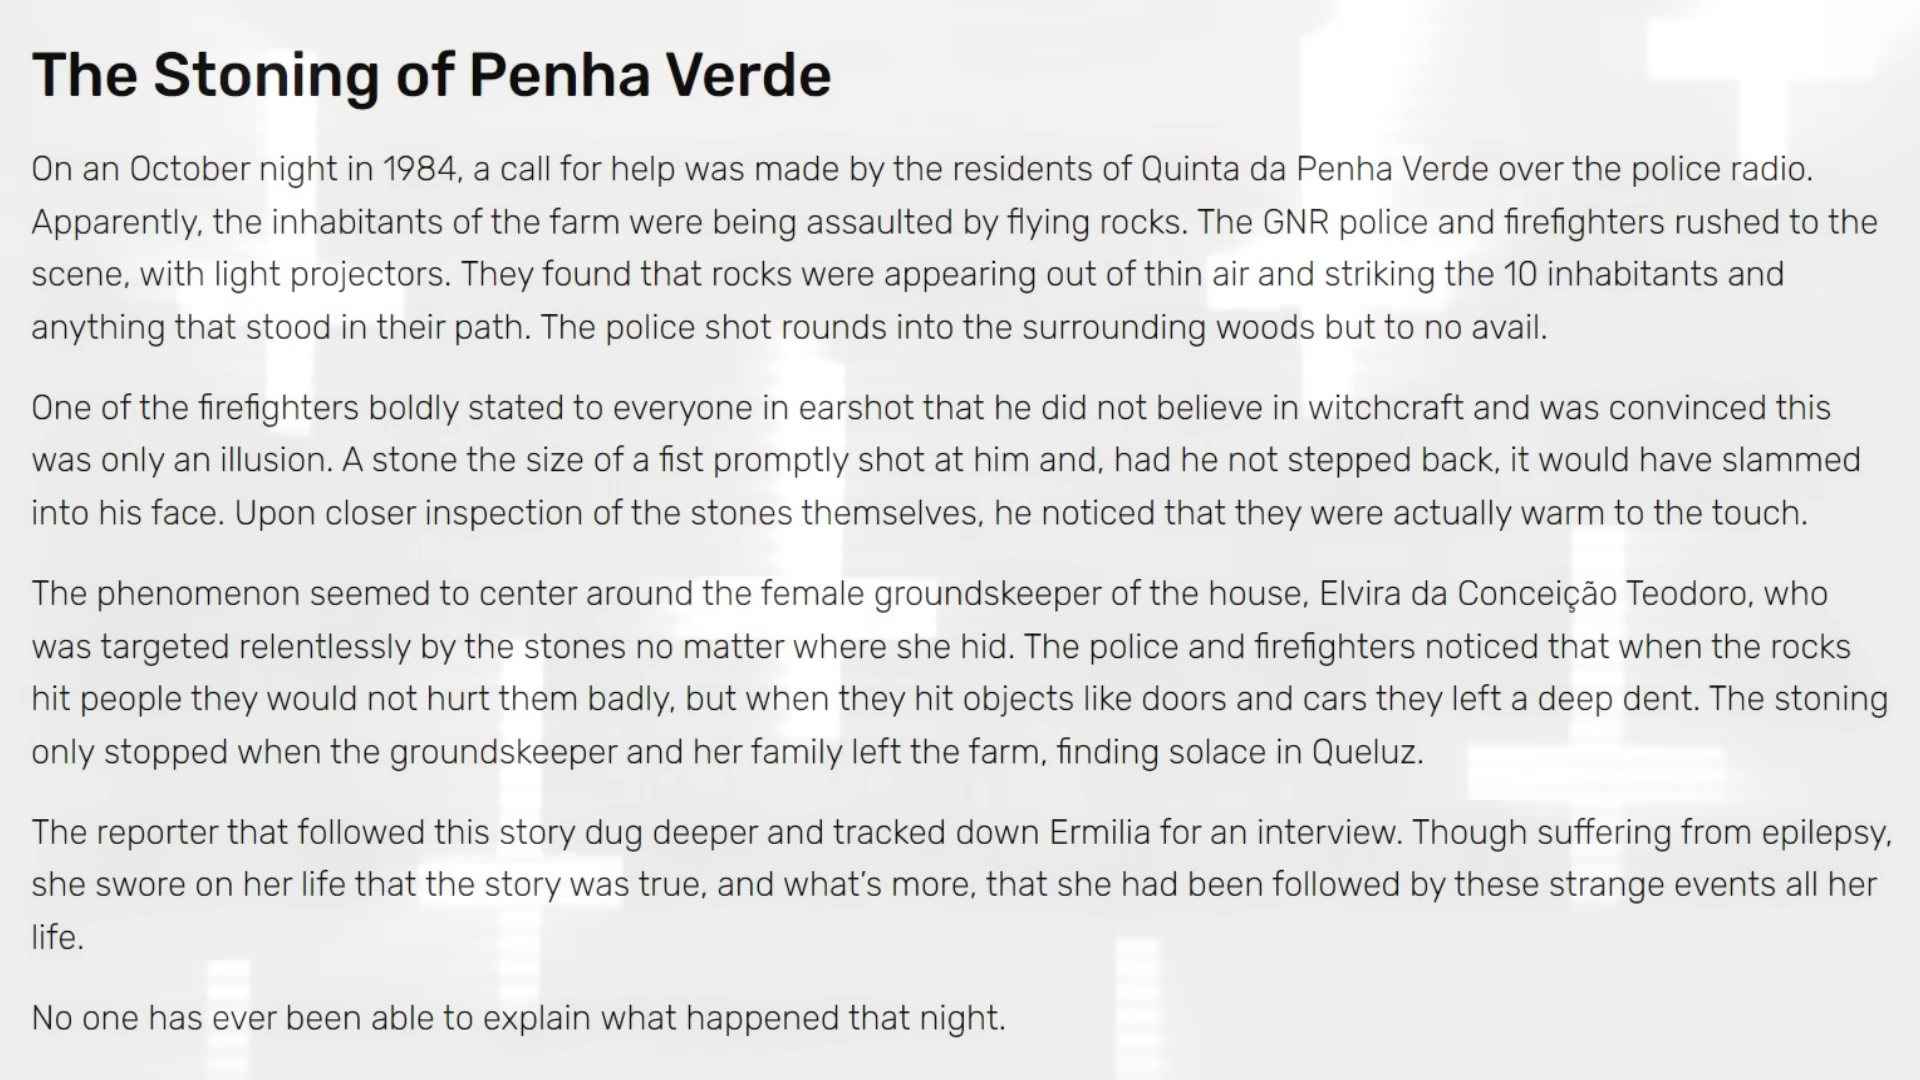 The Stoning of Penha Verde
On an October night in 1984, a call for help was made by the residents of Quinta da Penha Verde over the police radio.
Apparently, the inhabitants of the farm were being assaulted by flying rocks. The GNR police and firefighters rushed to the
scene, with light projectors. They found that rocks were appearing out of thin air and striking the 10 inhabitants and
anything that stood in their path. The police shot rounds into the surrounding woods but to no avail.
One of the firefighters boldly stated to everyone in earshot that he did not believe in witchcraft and was convinced this
was only an illusion. A stone the size of a fist promptly shot at him and, had he not stepped back, it would have slammed
into his face. Upon closer inspection of the stones themselves, he noticed that they were actually warm to the touch.
The phenomenon seemed to center around the female groundskeeper of the house, Elvira da Conceição Teodoro, who
was targeted relentlessly by the stones no matter where she hid. The police and firefighters noticed that when the rocks
hit people they would not hurt them badly, but when they hit objects like doors and cars they left a deep dent. The stoning
only stopped when the groundskeeper and her family left the farm, finding solace in Queluz.
The reporter that followed this story dug deeper and tracked down Ermilia for an interview. Though suffering from epilepsy,
she swore on her life that the story was true, and what’s more, that she had been followed by these strange events all her
life.
No one has ever been able to explain what happened that night.